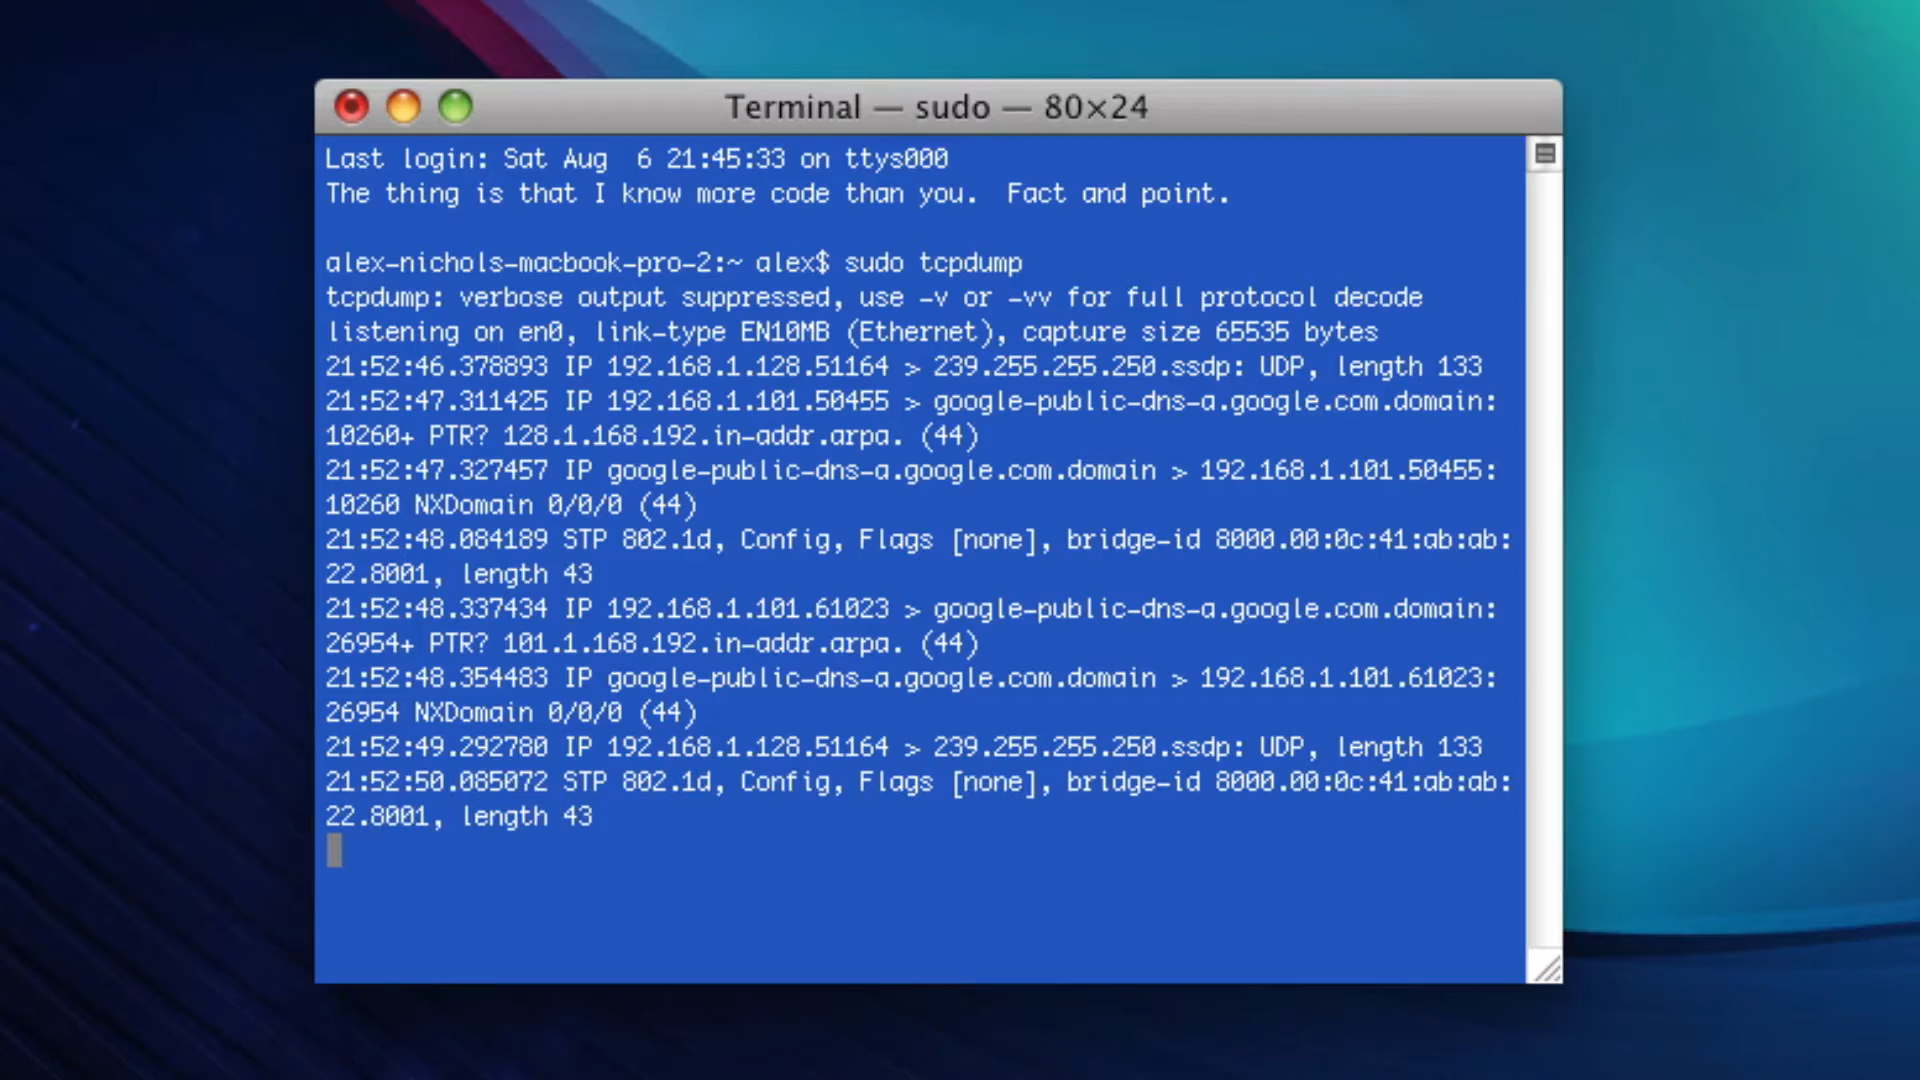 Terminal — sudo — 80×24
Last login: Sat Aug  6 21:45:33 on ttys000
The thing is that I know more code than you.  Fact and point.
alex-nichols-macbook-pro-2:~ alex$ sudo tcpdump
tcpdump: verbose output suppressed, use -v or -vv for full protocol decode
listening on en0, link-type EN10MB (Ethernet), capture size 65535 bytes
21:52:46.378893 IP 192.168.1.128.51164 > 239.255.255.250.ssdp: UDP, length 133
21:52:47.311425 IP 192.168.1.101.50455 > google-public-dns-a.google.com.domain:
10260+ PTR? 128.1.168.192.in-addr.arpa. (44)
21:52:47.327457 IP google-public-dns-a.google.com.domain > 192.168.1.101.50455:
10260 NXDomain 0/0/0 (44)
21:52:48.084189 STP 802.1d, Config, Flags [none], bridge-id 8000.00:0c:41:ab:ab:
22.8001, length 43
21:52:48.337434 IP 192.168.1.101.61023 > google-public-dns-a.google.com.domain:
26954+ PTR? 101.1.168.192.in-addr.arpa. (44)
21:52:48.354483 IP google-public-dns-a.google.com.domain > 192.168.1.101.61023:
26954 NXDomain 0/0/0 (44)
21:52:49.292780 IP 192.168.1.128.51164 > 239.255.255.250.ssdp: UDP, length 133
21:52:50.085072 STP 802.1d, Config, Flags [none], bridge-id 8000.00:0c:41:ab:ab:
22.8001, length 43